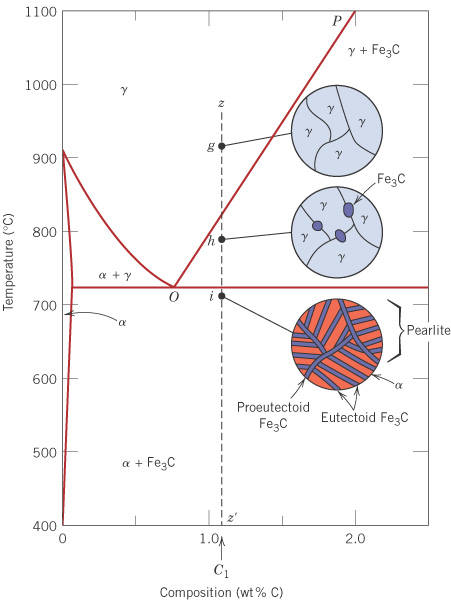 1100
P
γ + Fe3C
γ
1000
z
γ
g
γ
γ
900
Fe3C
γ
γ
800
h
γ
γ
α + γ
O
i
700
α
Pearlite
600
α
Proeutectoid
Fe3C
Eutectoid Fe3C
500
α + Fe3C
z′
400
0
1.0
2.0
C1
Composition (wt% C)
Temperature (°C)